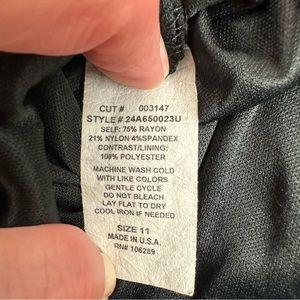 CUT # 003147
STYLE # 24A650023U
SELF: 75% RAYON
21% NYLON 4%SPANDEX
CONTRAST/LINING:
100% POLYESTER
MACHINE WASH COLD
WITH LIKE COLORS
GENTLE CYCLE
DO NOT BLEACH
LAY FLAT TO DRY
COOL IRON IF NEEDED
SIZE 11
MADE IN U.S.A.
RN# 106289